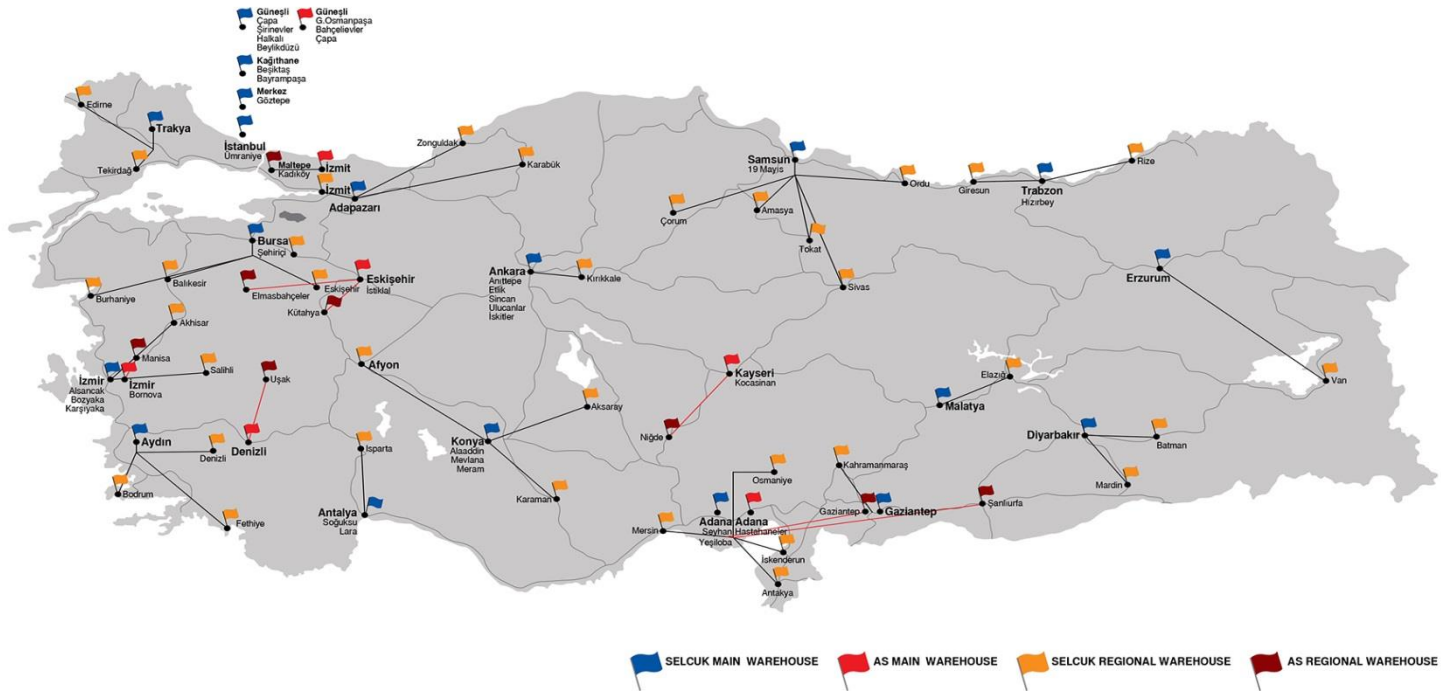 Güneşli
Çapa
Şirinevler
Halkalı
Beylikdüzü
Güneşli
G.Osmanpaşa
Bahçelievler
Çapa
Kağıthane
Beşiktaş
Bayrampaşa
Merkez
Göztepe
İstanbul
Ümraniye
Edirne
Trakya
Tekirdağ
Maltepe
Kadıköy
İzmit
İzmit
Adapazarı
Zonguldak
Karabük
Samsun
19 Mayıs
Ordu
Giresun
Trabzon
Hızırbey
Rize
Çorum
Amasya
Tokat
Sivas
Bursa
Şehiriçi
Balıkesir
Burhaniye
Elmasbahçeler
Eskişehir
Eskişehir
İstiklal
Kütahya
Ankara
Anıttepe
Etlik
Sincan
Ulucanlar
İskitler
Kırıkkale
Erzurum
Akhisar
Manisa
Salihli
İzmir
Alsancak
Bozyaka
Karşıyaka
İzmir
Bornova
Uşak
Afyon
Kayseri
Kocasinan
Elazığ
Malatya
Van
Aksaray
Niğde
Aydın
Denizli
Denizli
Isparta
Konya
Alaaddin
Mevlana
Meram
Karaman
Diyarbakır
Batman
Mardin
Bodrum
Fethiye
Antalya
Soğuksu
Lara
Kahramanmaraş
Osmaniye
Mersin
Adana
Seyhan
Yeşiloba
Adana
Hastehaneler
Gaziantep
Gaziantep
Şanlıurfa
İskenderun
Antakya
SELCUK MAIN WAREHOUSE
AS MAIN WAREHOUSE
SELCUK REGIONAL WAREHOUSE
AS REGIONAL WAREHOUSE